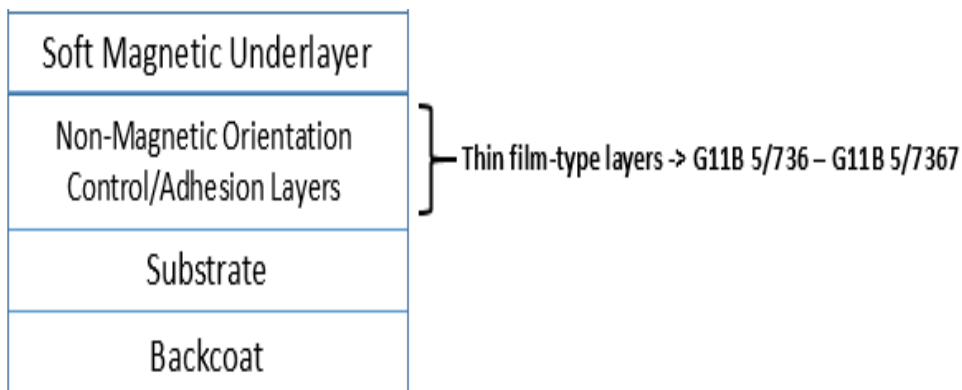 Soft Magnetic Underlayer
Non-Magnetic Orientation
Control/Adhesion Layers
Thin film-type layers -> G11B 5/736 – G11B 5/7367
Substrate
Backcoat